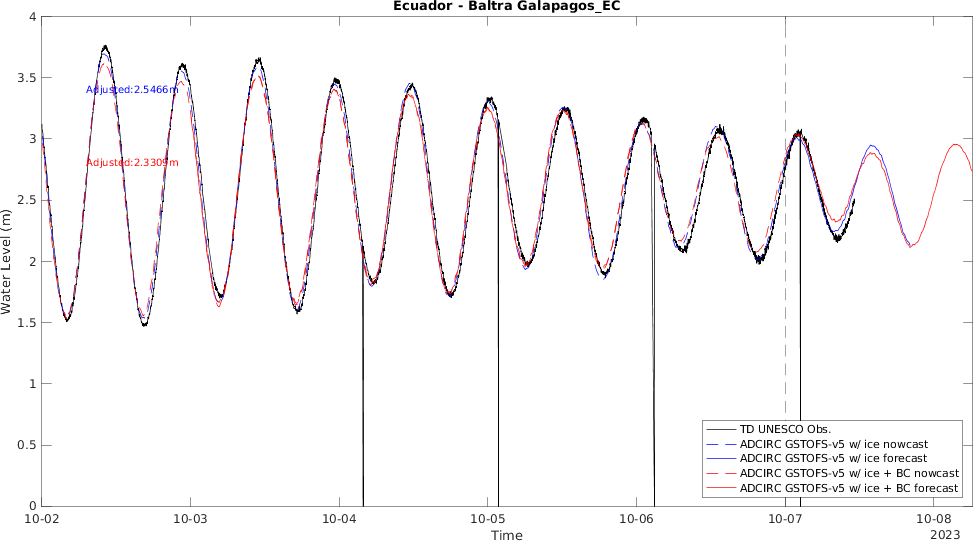 Ecuador - Baltra Galapagos_EC
4
3.5
3
2.5
2
1.5
1
0.5
0
Water Level (m)
Adjusted:2.5466m
Adjusted:2.3309m
TD UNESCO Obs.
ADCIRC GSTOFS-v5 w/ ice nowcast
ADCIRC GSTOFS-v5 w/ ice forecast
ADCIRC GSTOFS-v5 w/ ice + BC nowcast
ADCIRC GSTOFS-v5 w/ ice + BC forecast
10-02 10-03 10-04 10-05 10-06 10-07 10-08
Time
2023